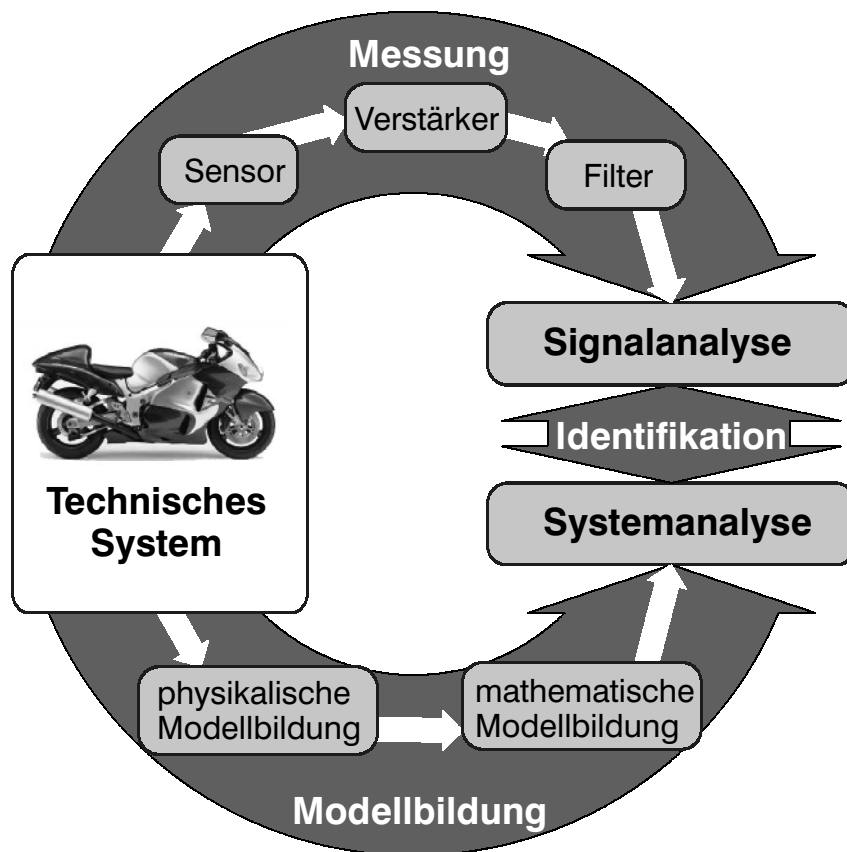 Messung
Verstärker
Sensor
Filter
Signalanalyse
Identifikation
Technisches
System
Systemanalyse
physikalische
Modellbildung
mathematische
Modellbildung
Modellbildung